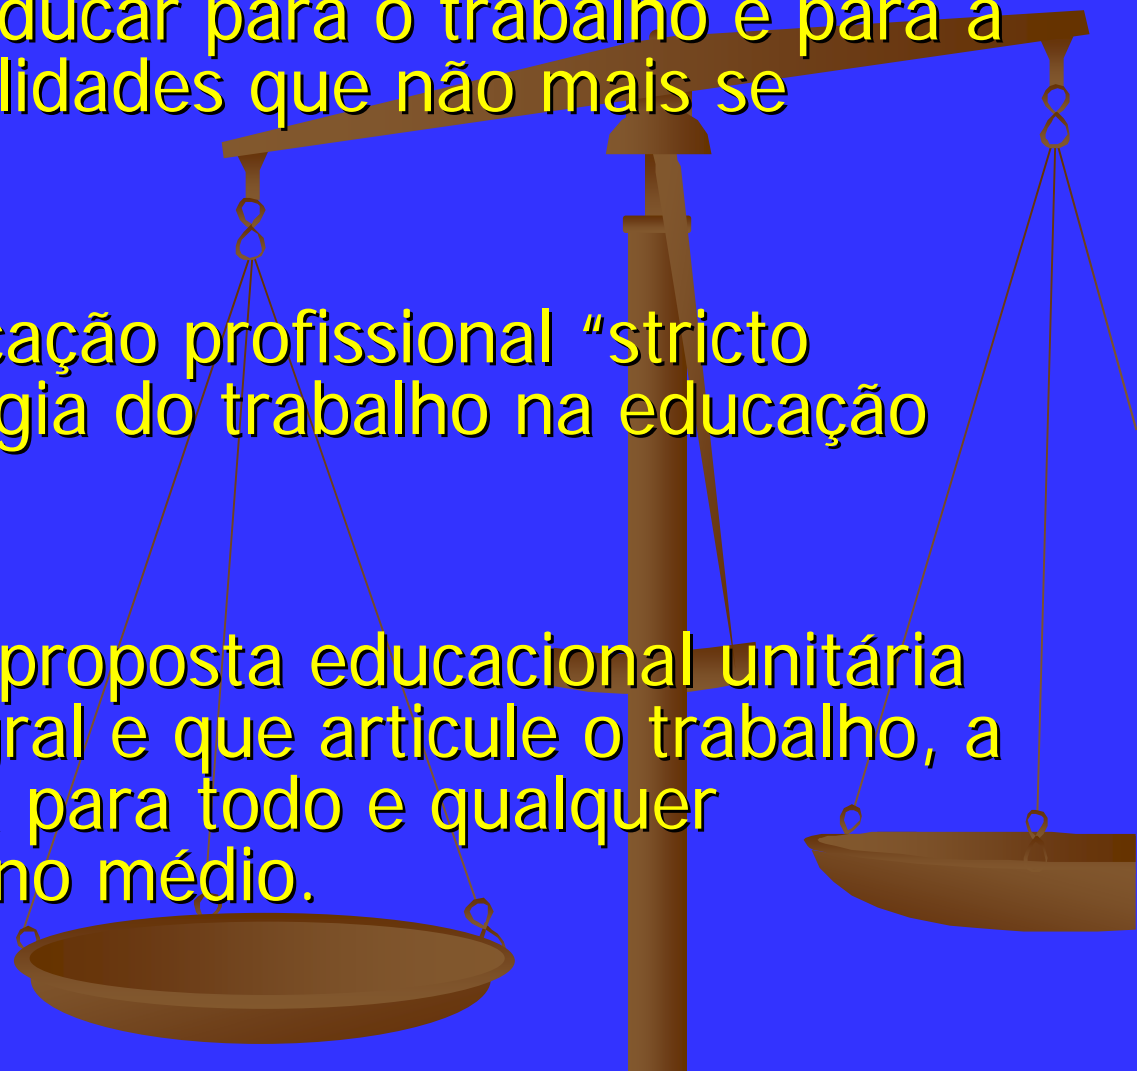 ducar para o trabalho e para a
lidades que não mais se
cação profissional “stricto
gia do trabalho na educação
proposta educacional unitária
gral e que articule o trabalho, a
para todo e qualquer
no médio.